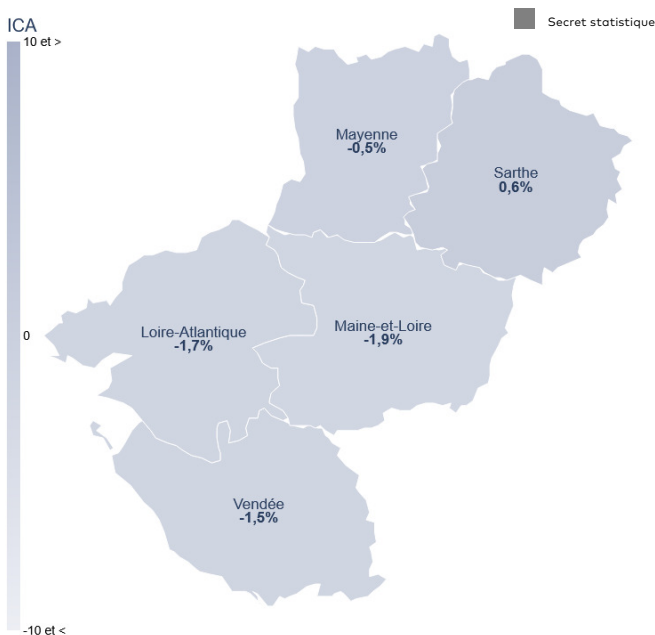 ICA
10 et >
Secret statistique
Mayenne
-0,5%
Sarthe
0,6%
0
Loire-Atlantique
-1,7%
Maine-et-Loire
-1,9%
Vendée
-1,5%
-10 et <